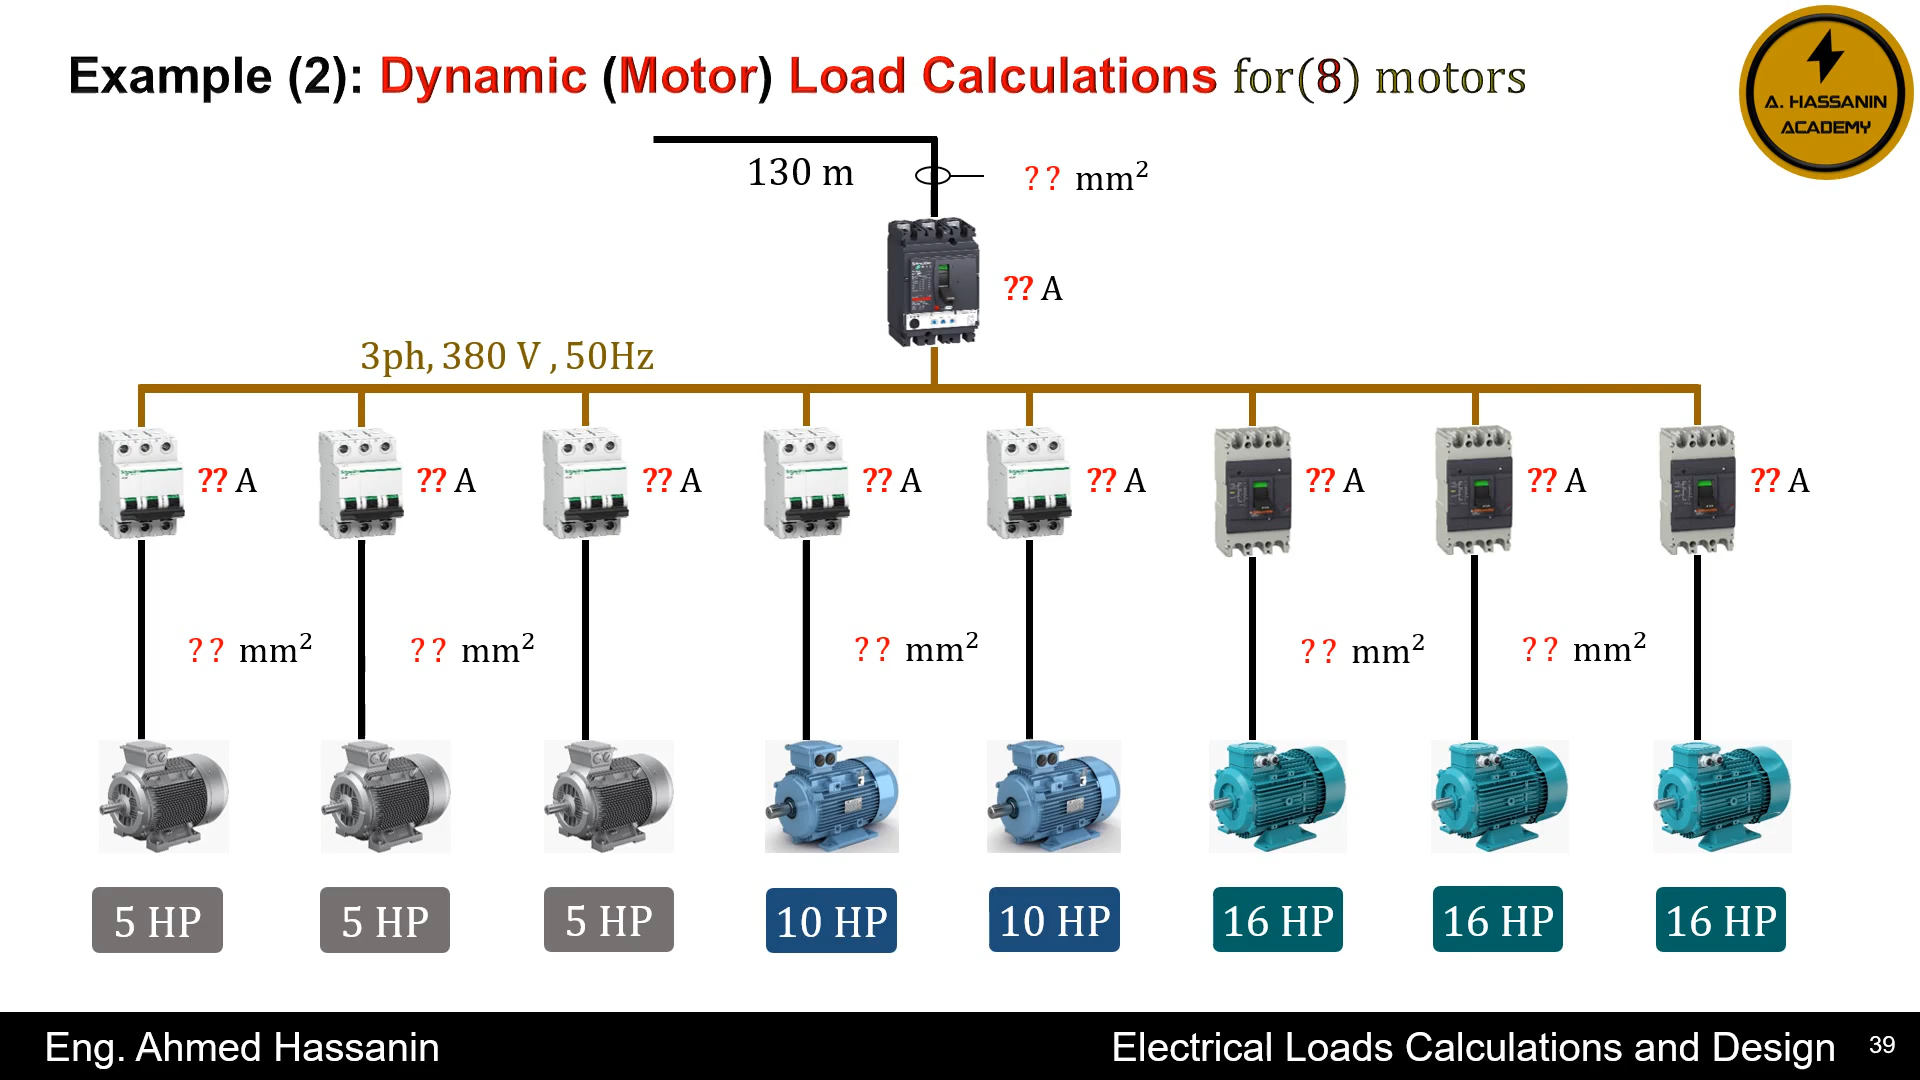 Example (2): Dynamic (Motor) Load Calculations for(8) motors
A. HASSANIN
ACADEMY
130 m
?? mm²
?? A
3ph, 380 V , 50Hz
?? A ?? A ?? A ?? A ?? A ?? A ?? A ?? A
?? mm² ?? mm² ?? mm² ?? mm² ?? mm²
5 HP 5 HP 5 HP 10 HP 10 HP 16 HP 16 HP 16 HP
Eng. Ahmed Hassanin
Electrical Loads Calculations and Design 39